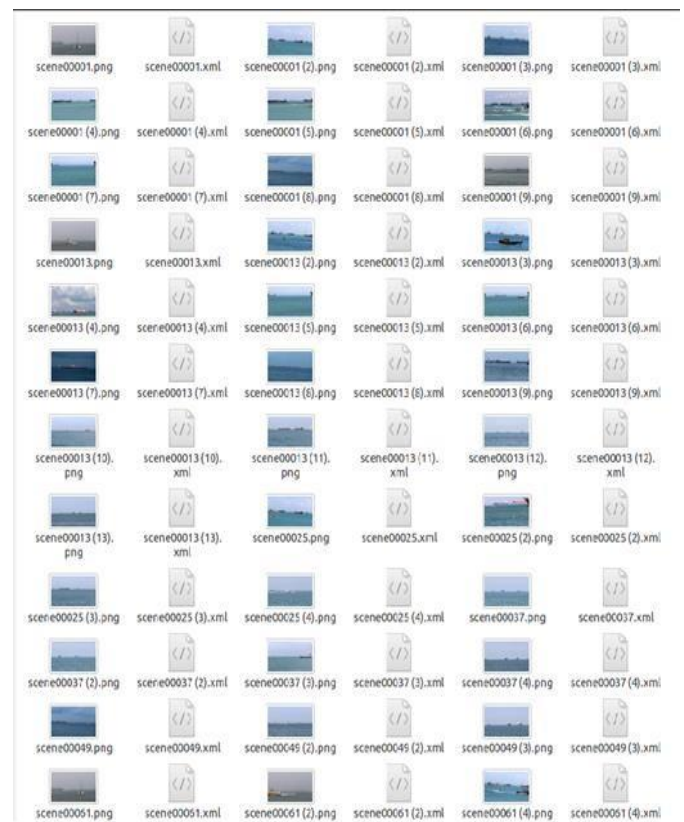 scene00001.png scene00001.xml scene00001 (2).png scene00001 (2).xml scene00001 (3).png scene00001 (3).xml
scene00001 (4).png scene00001 (4).xml scene00001 (5).png scene00001 (5).xml scene00001 (6).png scene00001 (6).xml
scene00001 (7).png scene00001 (7).xml scene00001 (8).png scene00001 (8).xml scene00001 (9).png scene00001 (9).xml
scene00013.png scene00013.xml scene00013 (2).png scene00013 (2).xml scene00013 (3).png scene00013 (3).xml
scene00013 (4).png scene00013 (4).xml scene00013 (5).png scene00013 (5).xml scene00013 (6).png scene00013 (6).xml
scene00013 (7).png scene00013 (7).xml scene00013 (8).png scene00013 (8).xml scene00013 (9).png scene00013 (9).xml
scene00013 (10). scene00013 (10). scene00013 (11). scene00013 (11). scene00013 (12). scene00013 (12).
png xml png xml png xml
scene00013 (13). scene00013 (13). scene00025.png scene00025.xml scene00025 (2).png scene00025 (2).xml
png xml
scene00025 (3).png scene00025 (3).xml scene00025 (4).png scene00025 (4).xml scene00037.png scene00037.xml
scene00037 (2).png scene00037 (2).xml scene00037 (3).png scene00037 (3).xml scene00037 (4).png scene00037 (4).xml
scene00049.png scene00049.xml scene00049 (2).png scene00049 (2).xml scene00049 (3).png scene00049 (3).xml
scene00061.png scene00061.xml scene00061 (2).png scene00061 (2).xml scene00061 (4).png scene00061 (4).xml